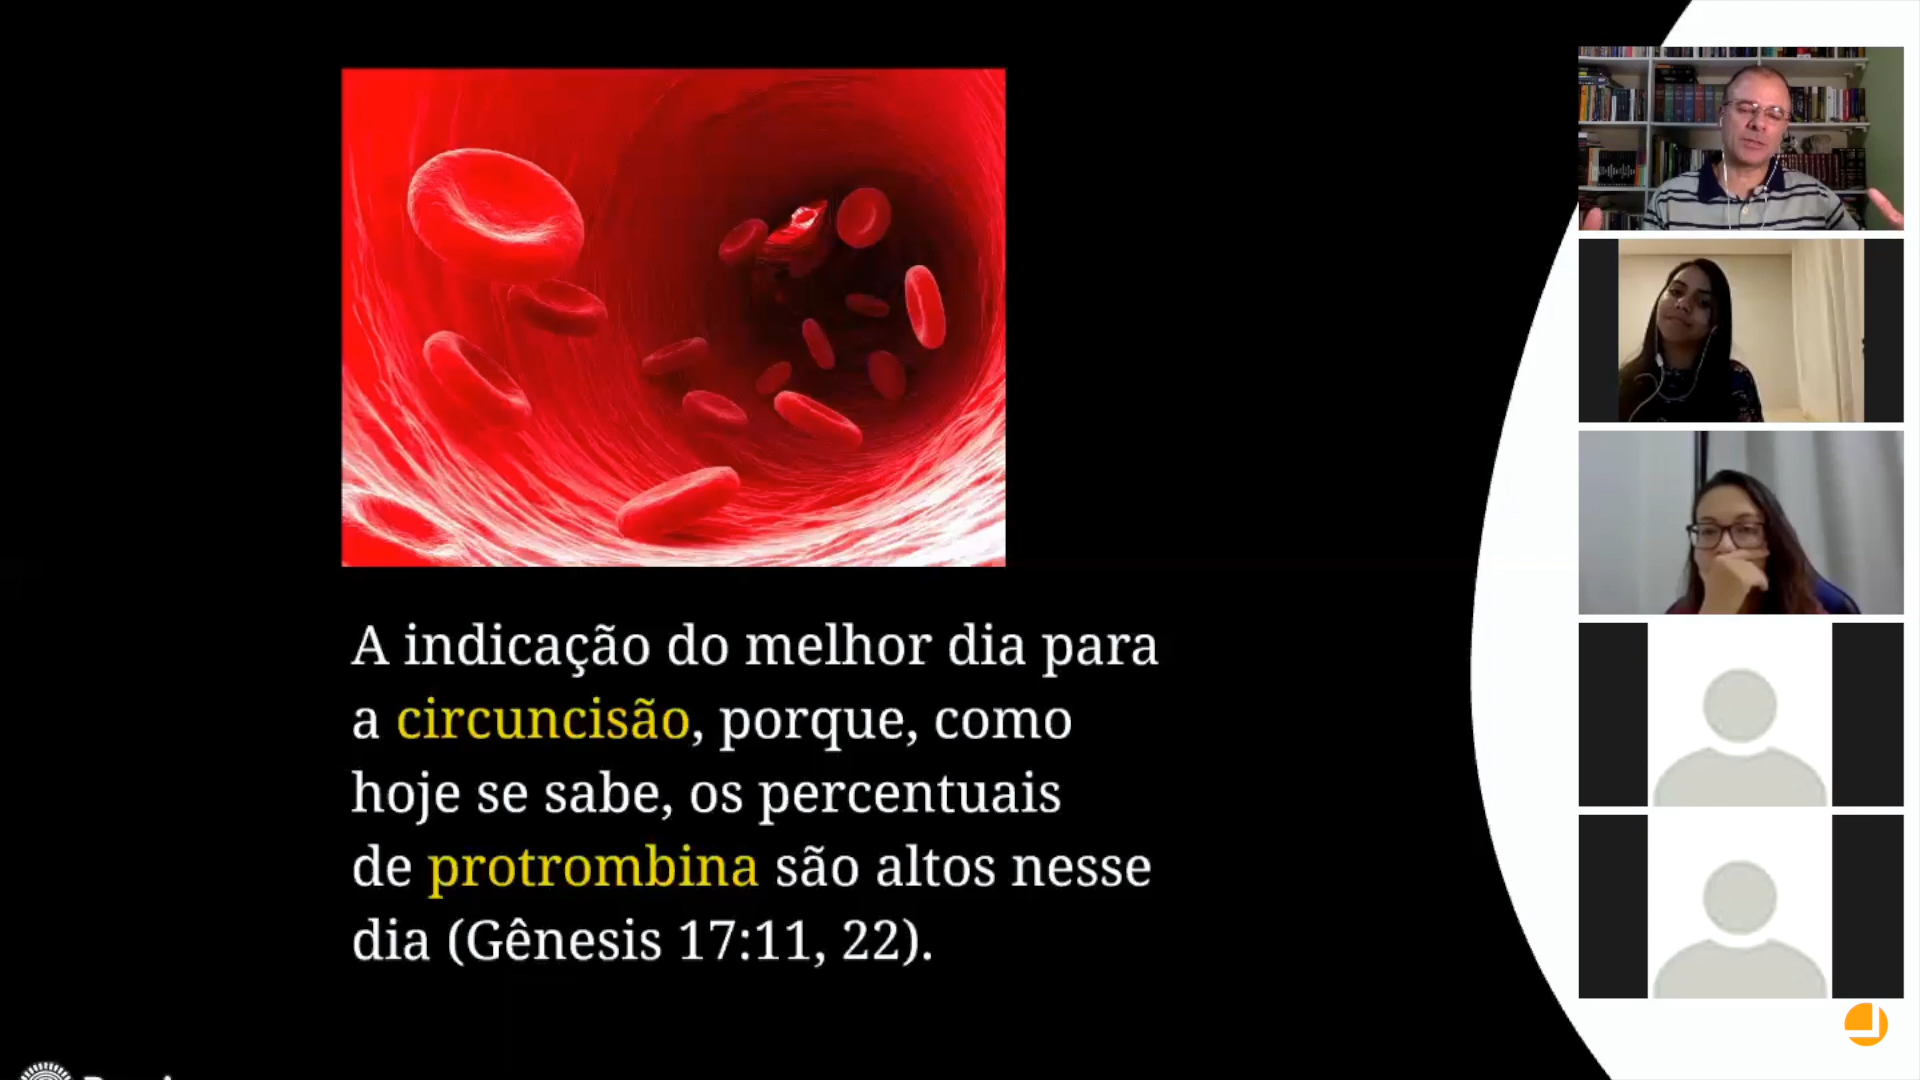 A indicação do melhor dia para
a circuncisão, porque, como
hoje se sabe, os percentuais
de protrombina são altos nesse
dia (Gênesis 17:11, 22).